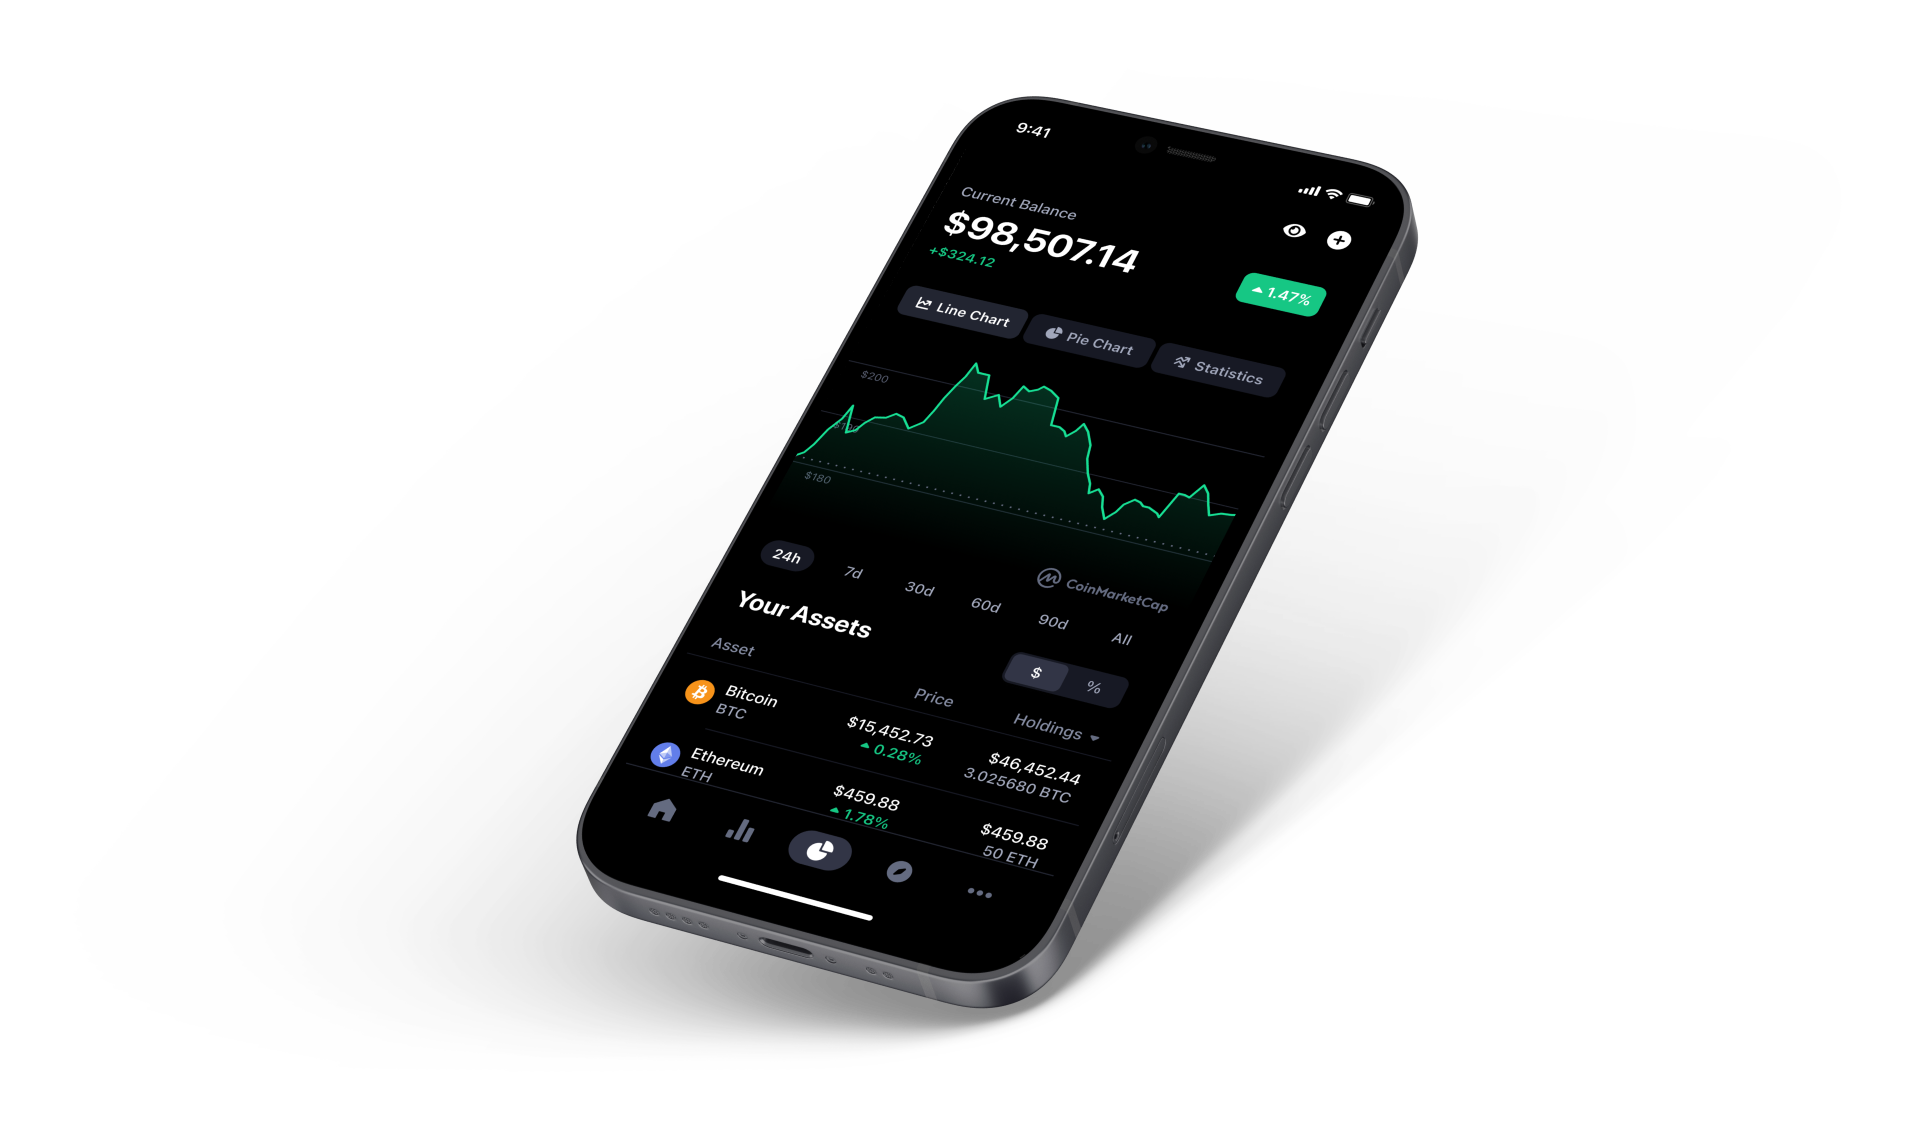 9:41
Current Balance
$98,507.14
+$324.12
▲ 1.47%
Line Chart
Pie Chart
Statistics
$200
$190
$180
CoinMarketCap
24h
7d
30d
60d
90d
All
Your Assets
$
%
Asset
Price
Holdings
Bitcoin
BTC
$15,452.73
0.28%
$46,452.44
3.025680 BTC
Ethereum
ETH
$459.88
1.78%
$459.88
50 ETH